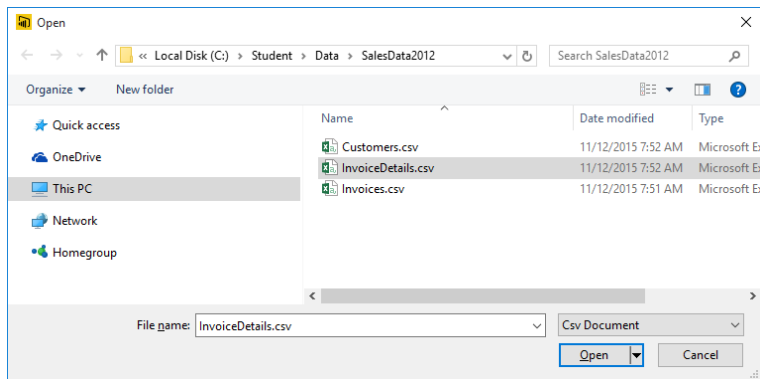 Open
« Local Disk (C:) > Student > Data > SalesData2012
Search SalesData2012
Organize
New folder
Quick access
OneDrive
This PC
Network
Homegroup
Name Date modified Type
Customers.csv 11/12/2015 7:52 AM Microsoft E
InvoiceDetails.csv 11/12/2015 7:52 AM Microsoft E
Invoices.csv 11/12/2015 7:51 AM Microsoft E
File name: InvoiceDetails.csv
Csv Document
Open
Cancel